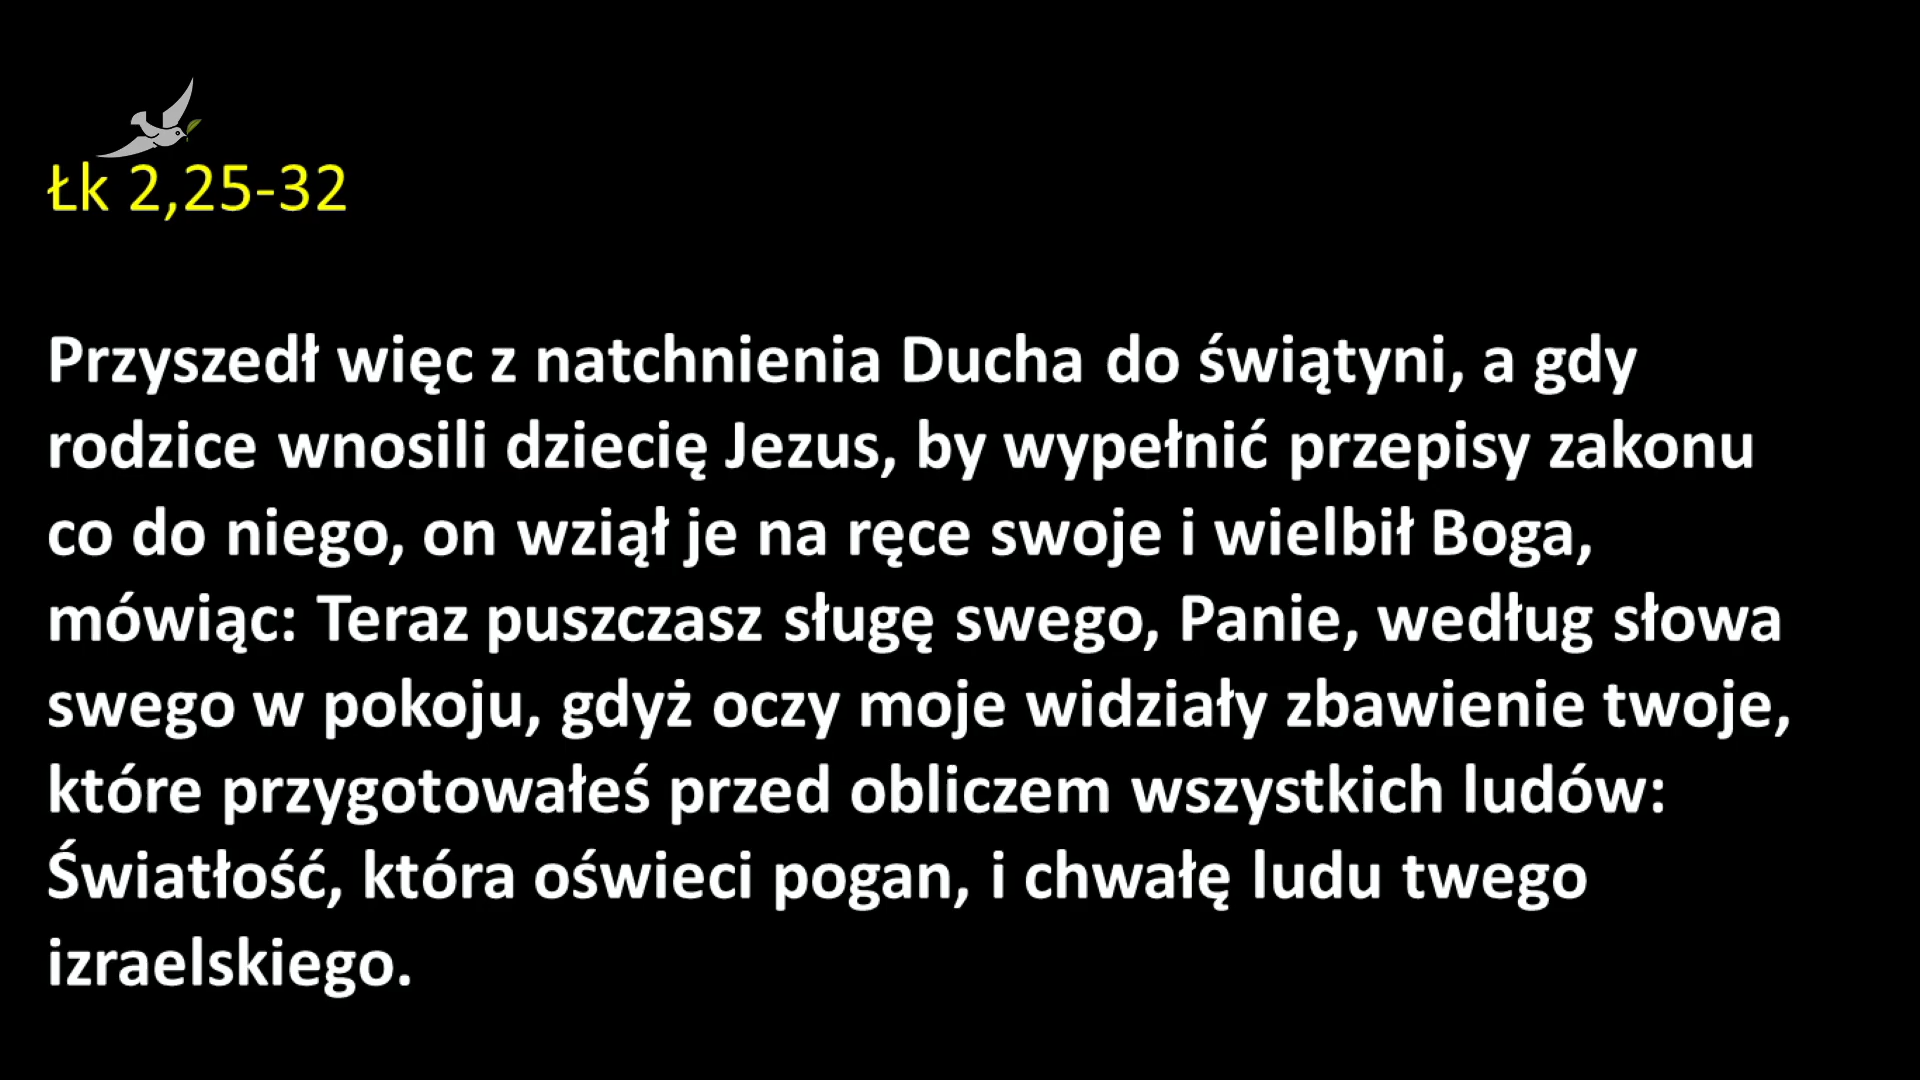 Łk 2,25-32
Przyszedł więc z natchnienia Ducha do świątyni, a gdy
rodzice wnosili dziecię Jezus, by wypełnić przepisy zakonu
co do niego, on wziął je na ręce swoje i wielbił Boga,
mówiąc: Teraz puszczasz sługę swego, Panie, według słowa
swego w pokoju, gdyż oczy moje widziały zbawienie twoje,
które przygotowałeś przed obliczem wszystkich ludów:
Światłość, która oświeci pogan, i chwałę ludu twego
izraelskiego.